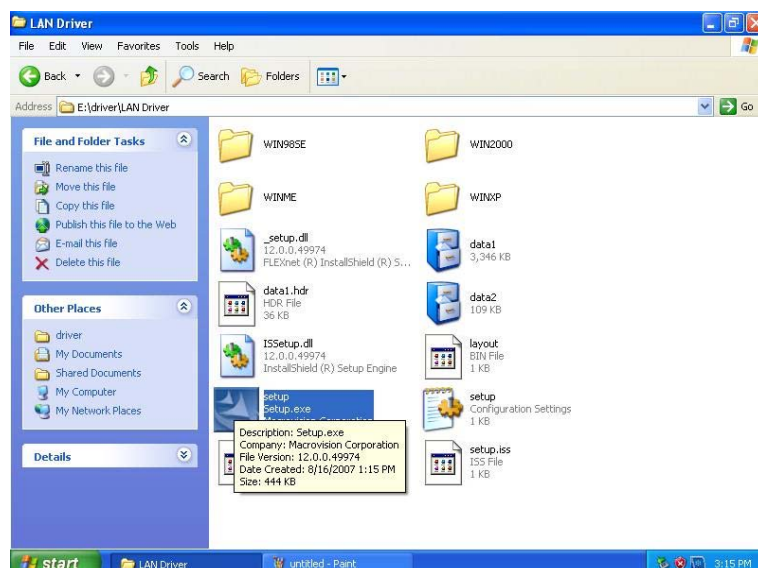 LAN Driver
File Edit View Favorites Tools Help
Back Search Folders
Address E:\driver\LAN Driver Go
File and Folder Tasks
Rename this file
Move this file
Copy this file
Publish this file to the Web
E-mail this file
Delete this file
Other Places
driver
My Documents
Shared Documents
My Computer
My Network Places
Details
WIN98SE
WIN2000
WINME
WINXP
_setup.dll
12.0.0.49974
FLEXnet (R) InstallShield (R) S...
data1
3,346 KB
data1.hdr
HDR File
36 KB
data2
109 KB
ISSetup.dll
12.0.0.49974
InstallShield (R) Setup Engine
layout
BIN File
1 KB
setup
Setup.exe
Macrovision Corporation
setup
Configuration Settings
1 KB
Description: Setup.exe
Company: Macrovision Corporation
File Version: 12.0.0.49974
Date Created: 8/16/2007 1:15 PM
Size: 444 KB
setup.iss
ISS File
1 KB
start LAN Driver untitled - Paint 3:15 PM